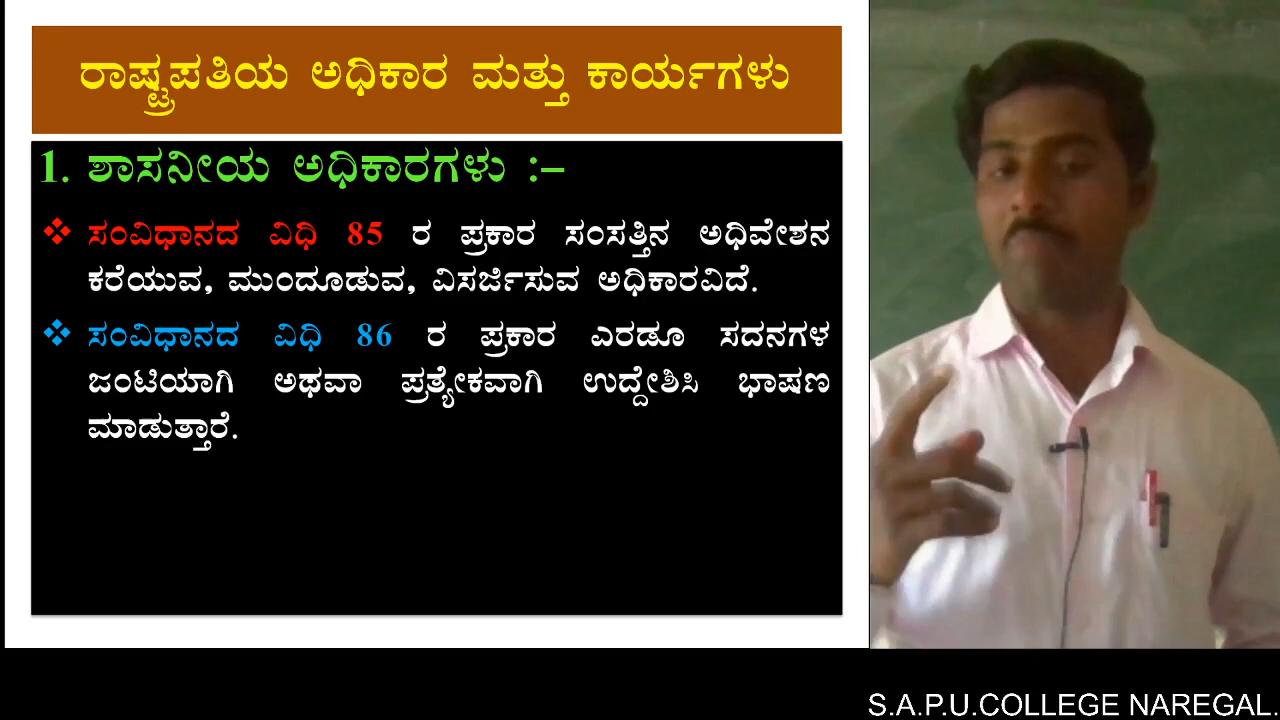 ರಾಷ್ಟ್ರಪತಿಯ ಅಧಿಕಾರ ಮತ್ತು ಕಾರ್ಯಗಳು
1. ಶಾಸನೀಯ ಅಧಿಕಾರಗಳು :–
❖ ಸಂವಿಧಾನದ ವಿಧಿ 85 ರ ಪ್ರಕಾರ ಸಂಸತ್ತಿನ ಅಧಿವೇಶನ
ಕರೆಯುವ, ಮುಂದೂಡುವ, ವಿಸರ್ಜಿಸುವ ಅಧಿಕಾರವಿದೆ.
❖ ಸಂವಿಧಾನದ ವಿಧಿ 86 ರ ಪ್ರಕಾರ ಎರಡೂ ಸದನಗಳ
ಜಂಟಿಯಾಗಿ ಅಥವಾ ಪ್ರತ್ಯೇಕವಾಗಿ ಉದ್ದೇಶಿಸಿ ಭಾಷಣ
ಮಾಡುತ್ತಾರೆ.
S.A.P.U.COLLEGE NAREGAL.